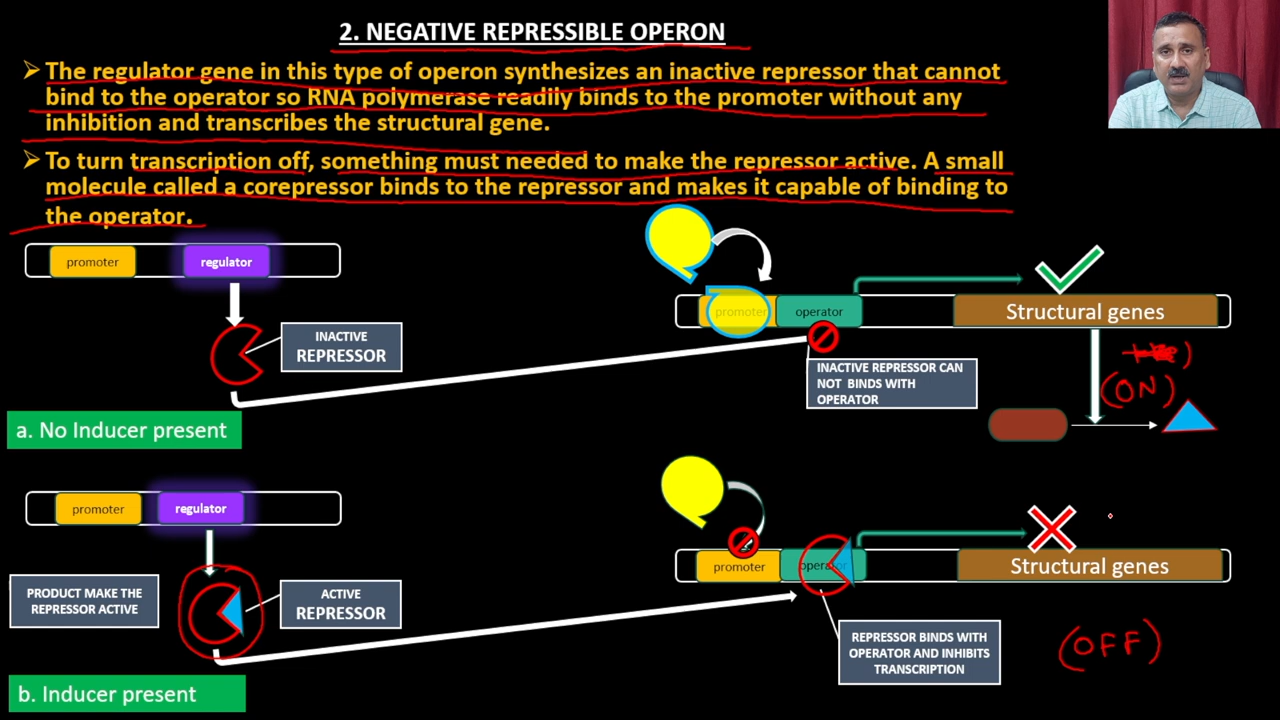 2. NEGATIVE REPRESSIBLE OPERON
The regulator gene in this type of operon synthesizes an inactive repressor that cannot
bind to the operator so RNA polymerase readily binds to the promoter without any
inhibition and transcribes the structural gene.
To turn transcription off, something must needed to make the repressor active. A small
molecule called a corepressor binds to the repressor and makes it capable of binding to
the operator.
promoter
regulator
INACTIVE
REPRESSOR
promoter
operator
Structural genes
INACTIVE REPRESSOR CAN
NOT BINDS WITH
OPERATOR
(ON)
a. No Inducer present
promoter
regulator
PRODUCT MAKE THE
REPRESSOR ACTIVE
ACTIVE
REPRESSOR
promoter
operator
Structural genes
REPRESSOR BINDS WITH
OPERATOR AND INHIBITS
TRANSCRIPTION
(OFF)
b. Inducer present